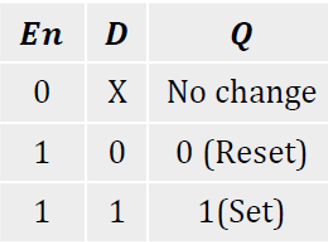 En D Q
0 X No change
1 0 0 (Reset)
1 1 1(Set)